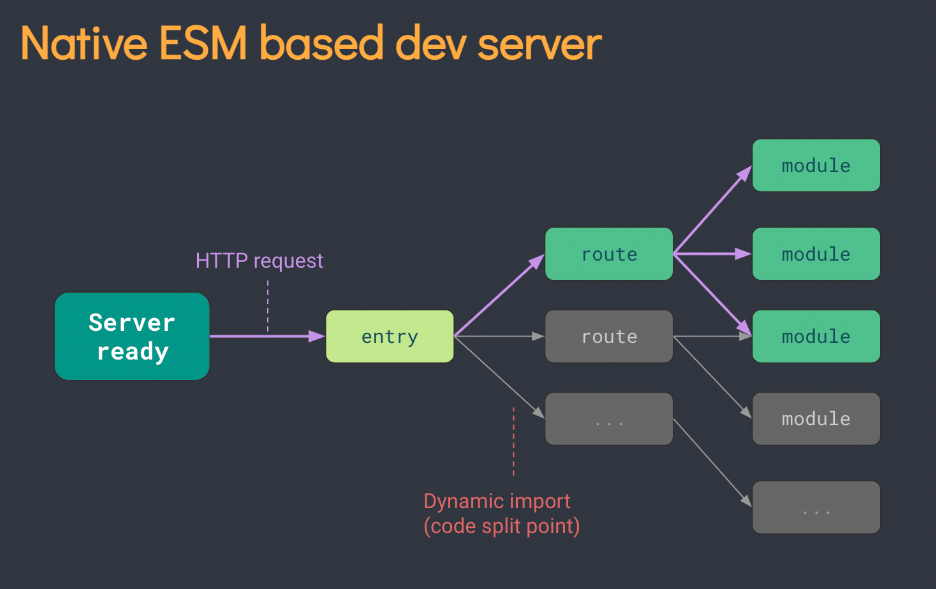 Native ESM based dev server
module
HTTP request
route
module
Server
ready
entry
route
module
...
module
Dynamic import
(code split point)
...